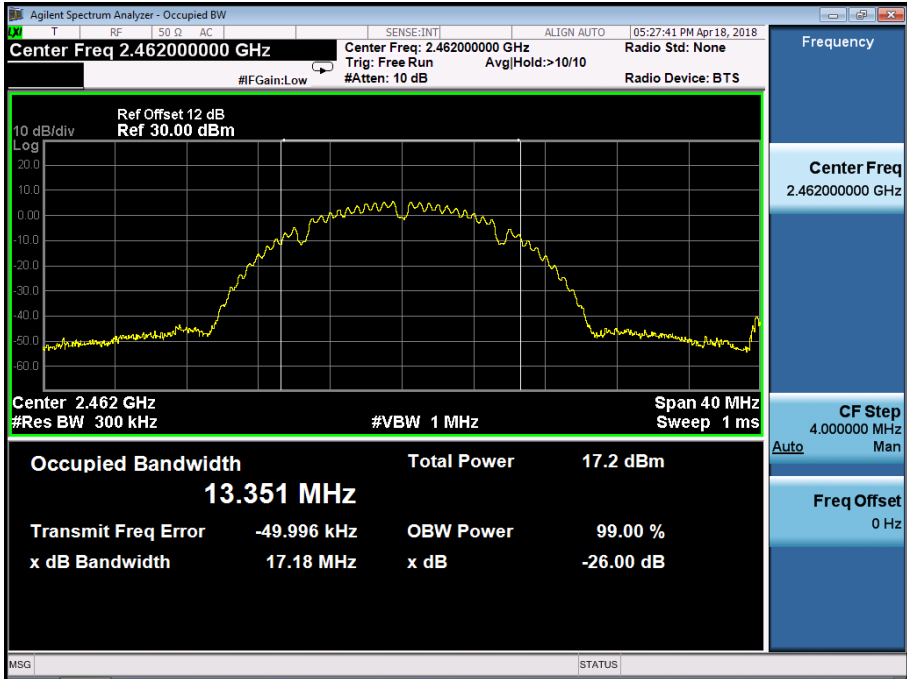 Agilent Spectrum Analyzer - Occupied BW
LXI T RF 50 Ω AC SENSE:INT ALIGN AUTO 05:27:41 PM Apr 18, 2018
Center Freq 2.462000000 GHz
Center Freq: 2.462000000 GHz
Radio Std: None
Trig: Free Run Avg|Hold:>10/10
#IFGain:Low
#Atten: 10 dB
Radio Device: BTS
Ref Offset 12 dB
10 dB/div Ref 30.00 dBm
Log
20.0
10.0
0.00
-10.0
-20.0
-30.0
-40.0
-50.0
-60.0
Center 2.462 GHz Span 40 MHz
#Res BW 300 kHz #VBW 1 MHz Sweep 1 ms
Occupied Bandwidth Total Power 17.2 dBm
13.351 MHz
Transmit Freq Error -49.996 kHz OBW Power 99.00 %
x dB Bandwidth 17.18 MHz x dB -26.00 dB
MSG STATUS
Frequency
Center Freq
2.462000000 GHz
CF Step
4.000000 MHz
Auto Man
Freq Offset
0 Hz